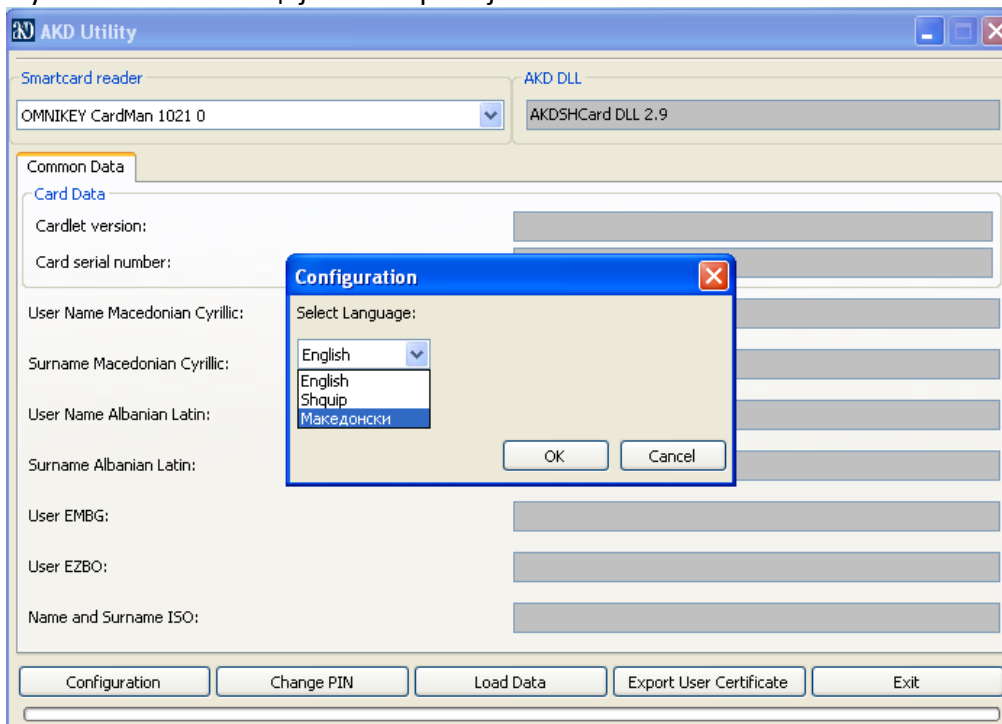 AKD Utility
Smartcard reader
AKD DLL
OMNIKEY CardMan 1021 0
AKDSHCard DLL 2.9
Common Data
Card Data
Cardlet version:
Card serial number:
Configuration
Select Language:
English
English
Shquip
Македонски
OK
Cancel
User Name Macedonian Cyrillic:
Surname Macedonian Cyrillic:
User Name Albanian Latin:
Surname Albanian Latin:
User EMBG:
User EZBO:
Name and Surname ISO:
Configuration
Change PIN
Load Data
Export User Certificate
Exit